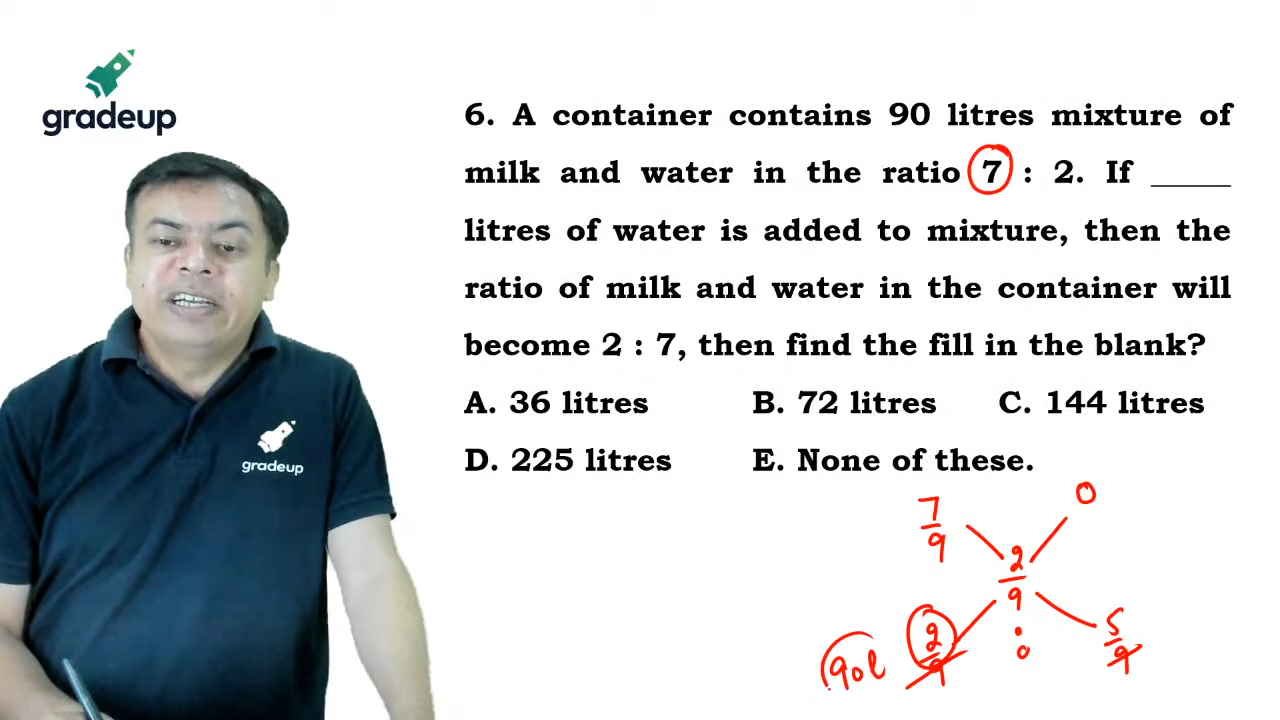 gradeup
6. A container contains 90 litres mixture of
milk and water in the ratio 7 : 2. If _____
litres of water is added to mixture, then the
ratio of milk and water in the container will
become 2 : 7, then find the fill in the blank?
A. 36 litres B. 72 litres C. 144 litres
D. 225 litres E. None of these.
gradeup
7/9 0
2/9
90l 2/9 : 5/9